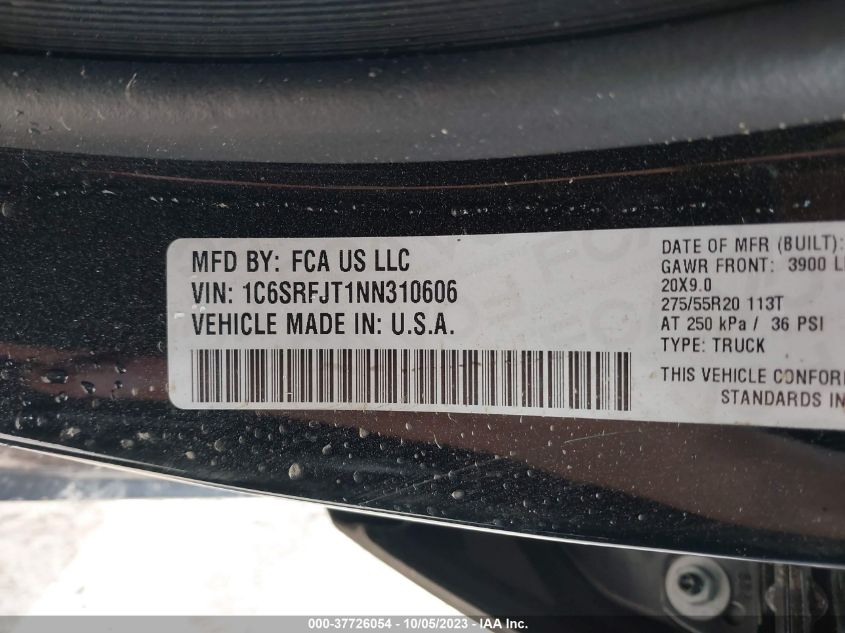 MFD BY: FCA US LLC
VIN: 1C6SRFJT1NN310606
VEHICLE MADE IN: U.S.A.
DATE OF MFR (BUILT):
GAWR FRONT: 3900
20X9.0
275/55R20 113T
AT 250 kPa / 36 PSI
TYPE: TRUCK
THIS VEHICLE
STANDARDS
000-37726054 - 10/05/2023 - IAA Inc.